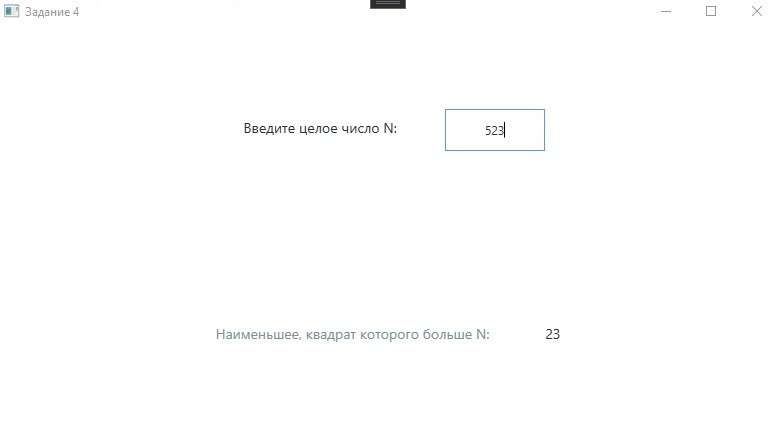 Задание 4
Введите целое число N:
523
Наименьшее, квадрат которого больше N:
23